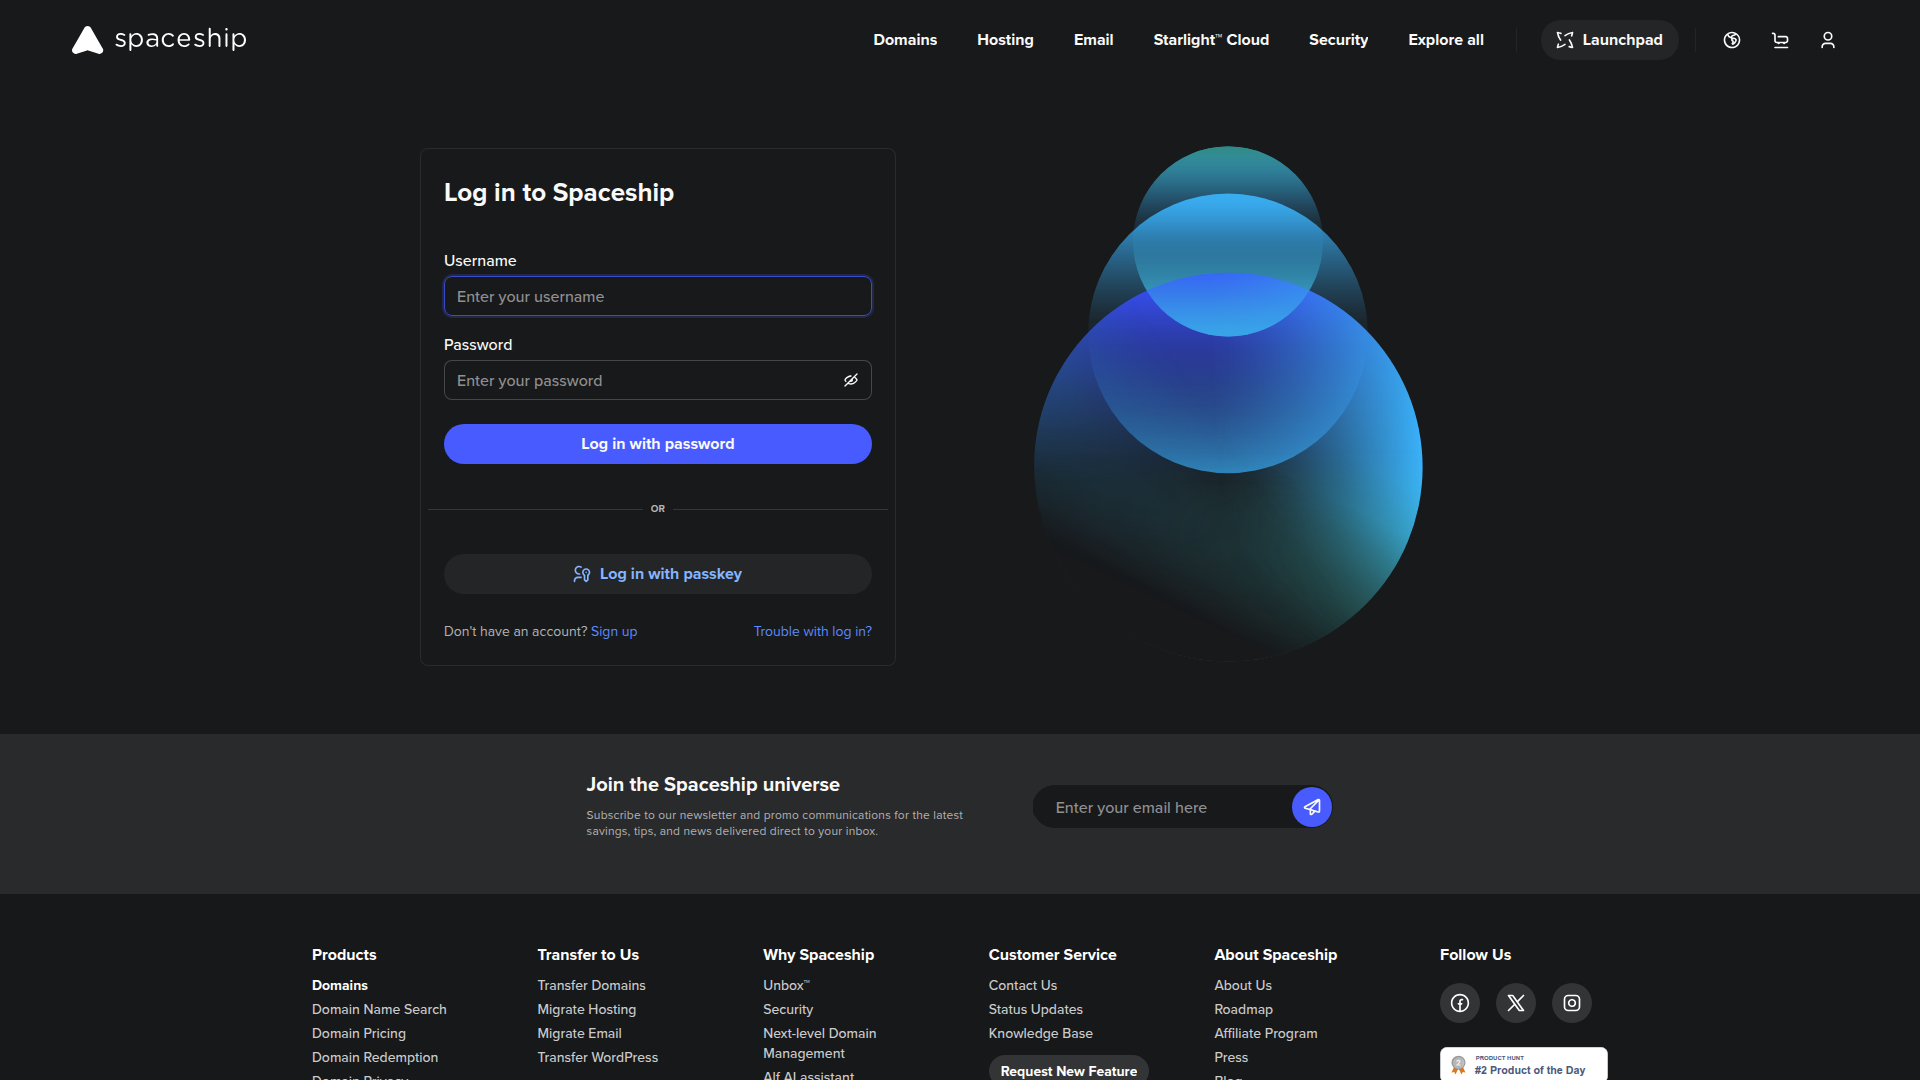 spaceship
Domains
Hosting
Email
Starlight™ Cloud
Security
Explore all
Launchpad
Log in to Spaceship
Username
Enter your username
Password
Enter your password
Log in with password
OR
Log in with passkey
Don't have an account? Sign up
Trouble with log in?
Join the Spaceship universe
Subscribe to our newsletter and promo communications for the latest
savings, tips, and news delivered direct to your inbox.
Enter your email here
Products
Domains
Domain Name Search
Domain Pricing
Domain Redemption
Domain Privacy
Transfer to Us
Transfer Domains
Migrate Hosting
Migrate Email
Transfer WordPress
Why Spaceship
Unbox™
Security
Next-level Domain
Management
Alf AI assistant
Customer Service
Contact Us
Status Updates
Knowledge Base
Request New Feature
About Spaceship
About Us
Roadmap
Affiliate Program
Press
Blog
Follow Us
2
PRODUCT HUNT
#2 Product of the Day